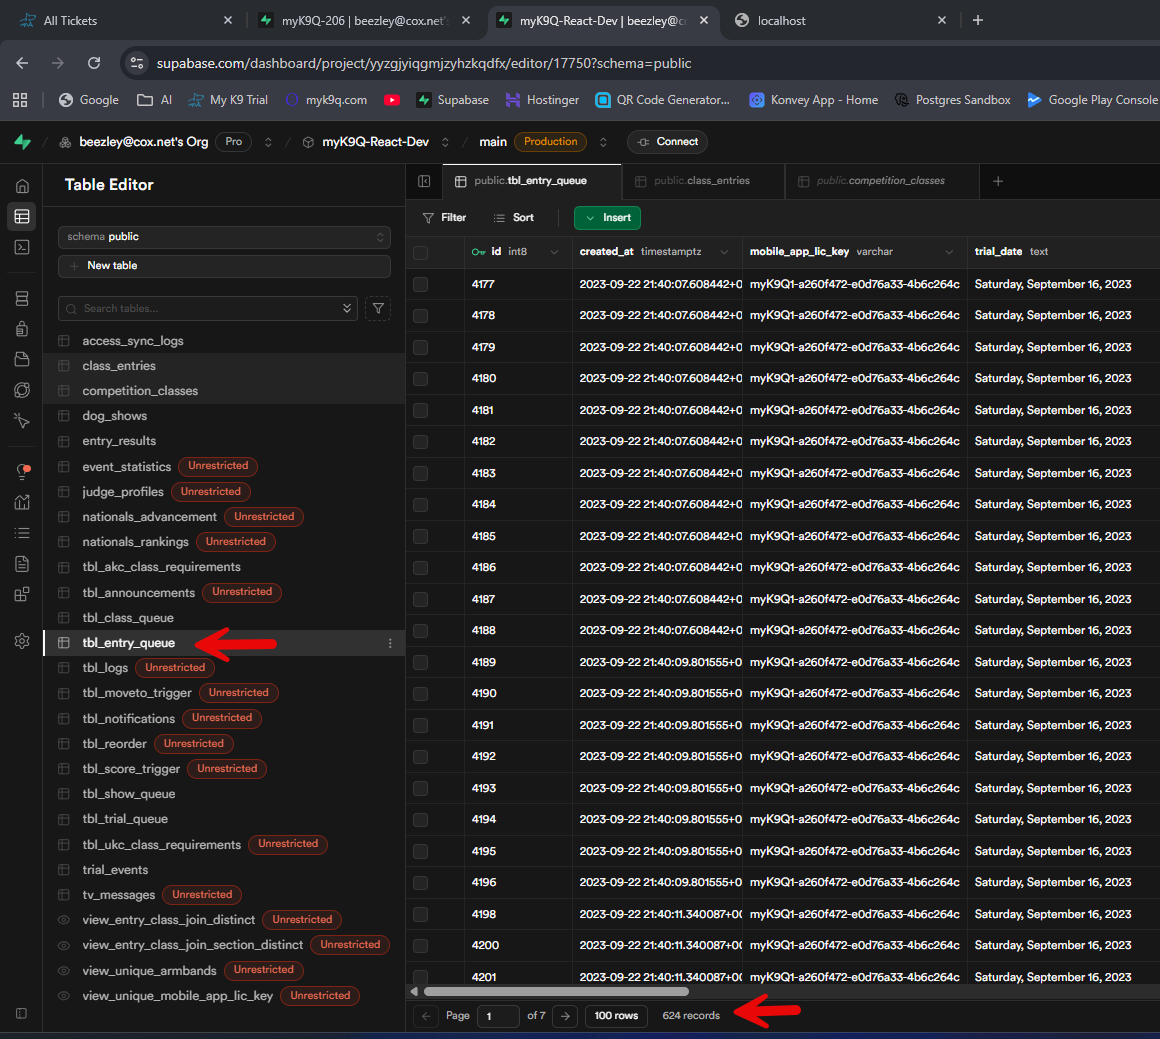 All Tickets
myK9Q-206 | beezley@cox.net's
myK9Q-React-Dev | beezley@c
localhost
supabase.com/dashboard/project/yyzgjyiqgmjzyhzkqdfx/editor/17750?schema=public
Google AI My K9 Trial myk9q.com Supabase Hostinger QR Code Generator... Konvey App - Home Postgres Sandbox Google Play Console
beezley@cox.net's Org Pro / myK9Q-React-Dev / main Production Connect
Table Editor
schema public
New table
Search tables...
access_sync_logs
class_entries
competition_classes
dog_shows
entry_results
event_statistics Unrestricted
judge_profiles Unrestricted
nationals_advancement Unrestricted
nationals_rankings Unrestricted
tbl_akc_class_requirements
tbl_announcements Unrestricted
tbl_class_queue
tbl_entry_queue
tbl_logs Unrestricted
tbl_moveto_trigger Unrestricted
tbl_notifications Unrestricted
tbl_reorder Unrestricted
tbl_score_trigger Unrestricted
tbl_show_queue
tbl_trial_queue
tbl_ukc_class_requirements Unrestricted
trial_events
tv_messages Unrestricted
view_entry_class_join_distinct Unrestricted
view_entry_class_join_section_distinct Unrestricted
view_unique_armbands Unrestricted
view_unique_mobile_app_lic_key Unrestricted
public.tbl_entry_queue public.class_entries public.competition_classes
Filter Sort Insert
id int8 created_at timestamptz mobile_app_lic_key varchar trial_date text
4177 2023-09-22 21:40:07.608442+0 myK9Q1-a260f472-e0d76a33-4b6c264c Saturday, September 16, 2023
4178 2023-09-22 21:40:07.608442+0 myK9Q1-a260f472-e0d76a33-4b6c264c Saturday, September 16, 2023
4179 2023-09-22 21:40:07.608442+0 myK9Q1-a260f472-e0d76a33-4b6c264c Saturday, September 16, 2023
4180 2023-09-22 21:40:07.608442+0 myK9Q1-a260f472-e0d76a33-4b6c264c Saturday, September 16, 2023
4181 2023-09-22 21:40:07.608442+0 myK9Q1-a260f472-e0d76a33-4b6c264c Saturday, September 16, 2023
4182 2023-09-22 21:40:07.608442+0 myK9Q1-a260f472-e0d76a33-4b6c264c Saturday, September 16, 2023
4183 2023-09-22 21:40:07.608442+0 myK9Q1-a260f472-e0d76a33-4b6c264c Saturday, September 16, 2023
4184 2023-09-22 21:40:07.608442+0 myK9Q1-a260f472-e0d76a33-4b6c264c Saturday, September 16, 2023
4185 2023-09-22 21:40:07.608442+0 myK9Q1-a260f472-e0d76a33-4b6c264c Saturday, September 16, 2023
4186 2023-09-22 21:40:07.608442+0 myK9Q1-a260f472-e0d76a33-4b6c264c Saturday, September 16, 2023
4187 2023-09-22 21:40:07.608442+0 myK9Q1-a260f472-e0d76a33-4b6c264c Saturday, September 16, 2023
4188 2023-09-22 21:40:07.608442+0 myK9Q1-a260f472-e0d76a33-4b6c264c Saturday, September 16, 2023
4189 2023-09-22 21:40:09.801555+0 myK9Q1-a260f472-e0d76a33-4b6c264c Saturday, September 16, 2023
4190 2023-09-22 21:40:09.801555+0 myK9Q1-a260f472-e0d76a33-4b6c264c Saturday, September 16, 2023
4191 2023-09-22 21:40:09.801555+0 myK9Q1-a260f472-e0d76a33-4b6c264c Saturday, September 16, 2023
4192 2023-09-22 21:40:09.801555+0 myK9Q1-a260f472-e0d76a33-4b6c264c Saturday, September 16, 2023
4193 2023-09-22 21:40:09.801555+0 myK9Q1-a260f472-e0d76a33-4b6c264c Saturday, September 16, 2023
4194 2023-09-22 21:40:09.801555+0 myK9Q1-a260f472-e0d76a33-4b6c264c Saturday, September 16, 2023
4195 2023-09-22 21:40:09.801555+0 myK9Q1-a260f472-e0d76a33-4b6c264c Saturday, September 16, 2023
4196 2023-09-22 21:40:09.801555+0 myK9Q1-a260f472-e0d76a33-4b6c264c Saturday, September 16, 2023
4198 2023-09-22 21:40:11.340087+00 myK9Q1-a260f472-e0d76a33-4b6c264c Saturday, September 16, 2023
4200 2023-09-22 21:40:11.340087+00 myK9Q1-a260f472-e0d76a33-4b6c264c Saturday, September 16, 2023
4201 2023-09-22 21:40:11.340087+00 myK9Q1-a260f472-e0d76a33-4b6c264c Saturday, September 16, 2023
Page 1 of 7 100 rows 624 records